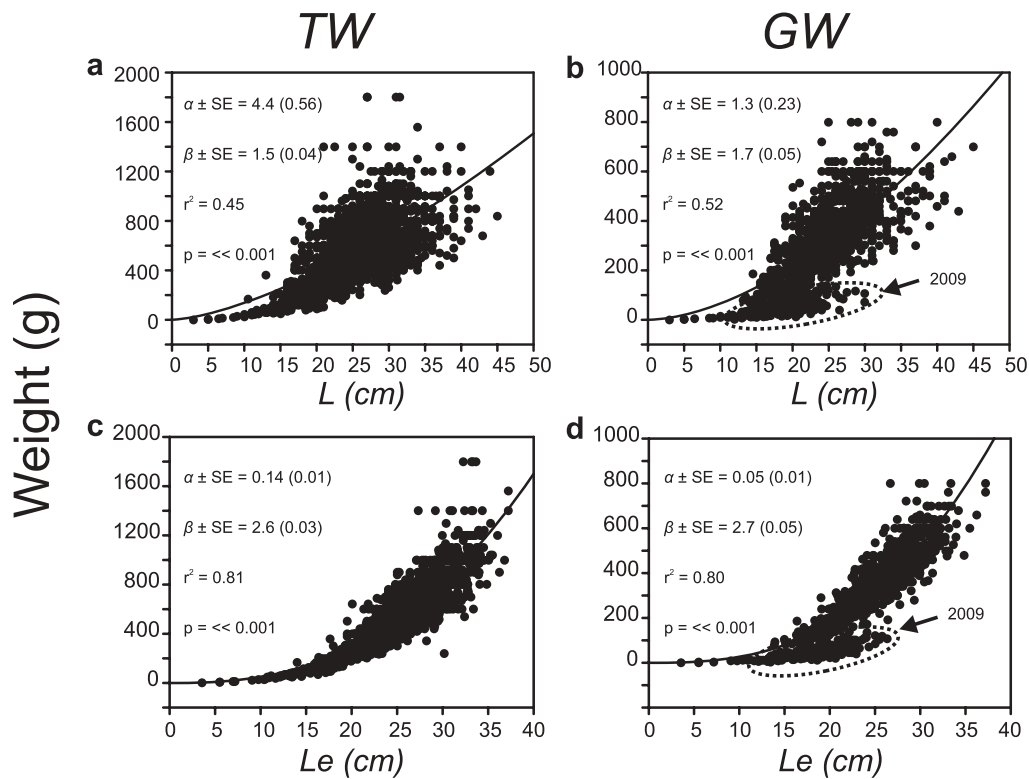 TW GW
Weight (g)
a
2000
1600
1200
800
400
0
α ± SE = 4.4 (0.56)
β ± SE = 1.5 (0.04)
r² = 0.45
p = << 0.001
0 5 10 15 20 25 30 35 40 45 50
L (cm)
b
1000
800
600
400
200
0
α ± SE = 1.3 (0.23)
β ± SE = 1.7 (0.05)
r² = 0.52
p = << 0.001
2009
0 5 10 15 20 25 30 35 40 45 50
L (cm)
c
2000
1600
1200
800
400
0
α ± SE = 0.14 (0.01)
β ± SE = 2.6 (0.03)
r² = 0.81
p = << 0.001
0 5 10 15 20 25 30 35 40
Le (cm)
d
1000
800
600
400
200
0
α ± SE = 0.05 (0.01)
β ± SE = 2.7 (0.05)
r² = 0.80
p = << 0.001
2009
0 5 10 15 20 25 30 35 40
Le (cm)